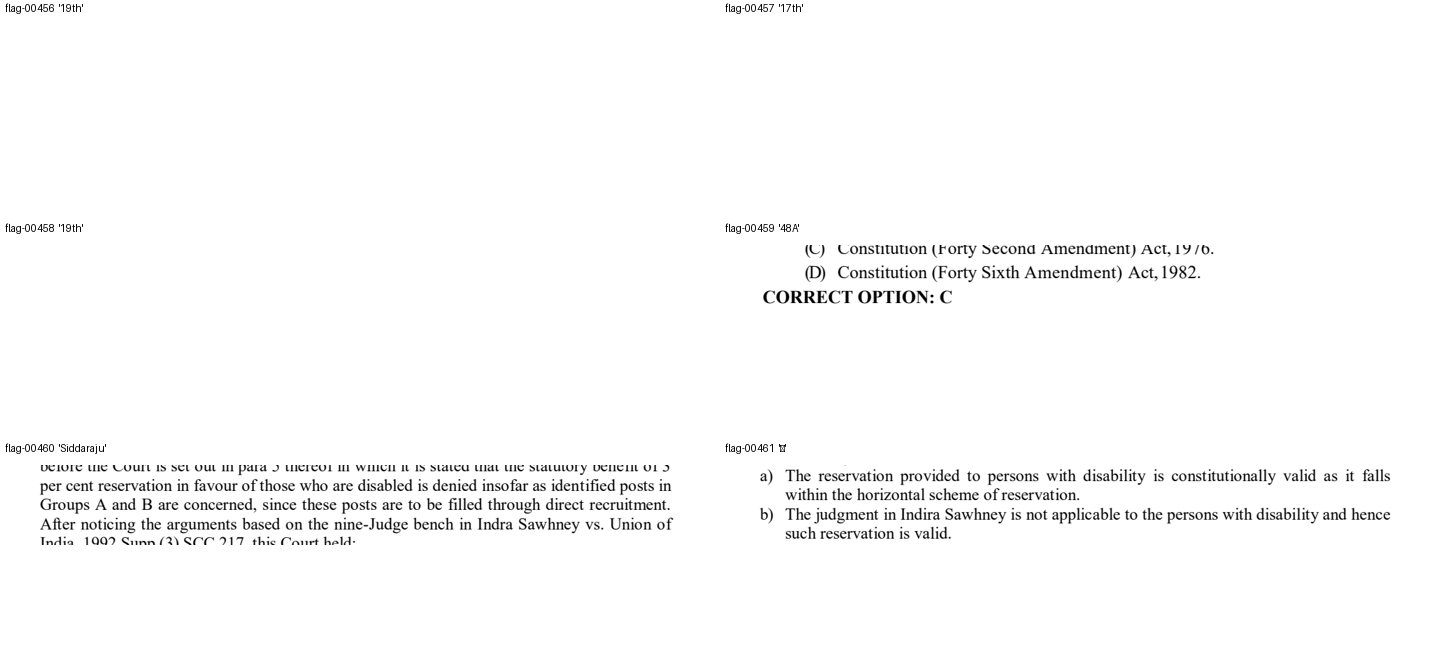 flag-00456 '19th'
flag-00457 '17th'
flag-00458 '19th'
flag-00459 '48A'
(C) Constitution (Forty Second Amendment) Act, 1976.
(D) Constitution (Forty Sixth Amendment) Act, 1982.
CORRECT OPTION: C
flag-00460 'Siddaraju'
before the Court is set out in para 5 thereof in which it is stated that the statutory benefit of 3
per cent reservation in favour of those who are disabled is denied insofar as identified posts in
Groups A and B are concerned, since these posts are to be filled through direct recruitment.
After noticing the arguments based on the nine-Judge bench in Indra Sawhney vs. Union of
India, 1992 Supp (3) SCC 217, this Court held:
flag-00461
a) The reservation provided to persons with disability is constitutionally valid as it falls
within the horizontal scheme of reservation.
b) The judgment in Indira Sawhney is not applicable to the persons with disability and hence
such reservation is valid.